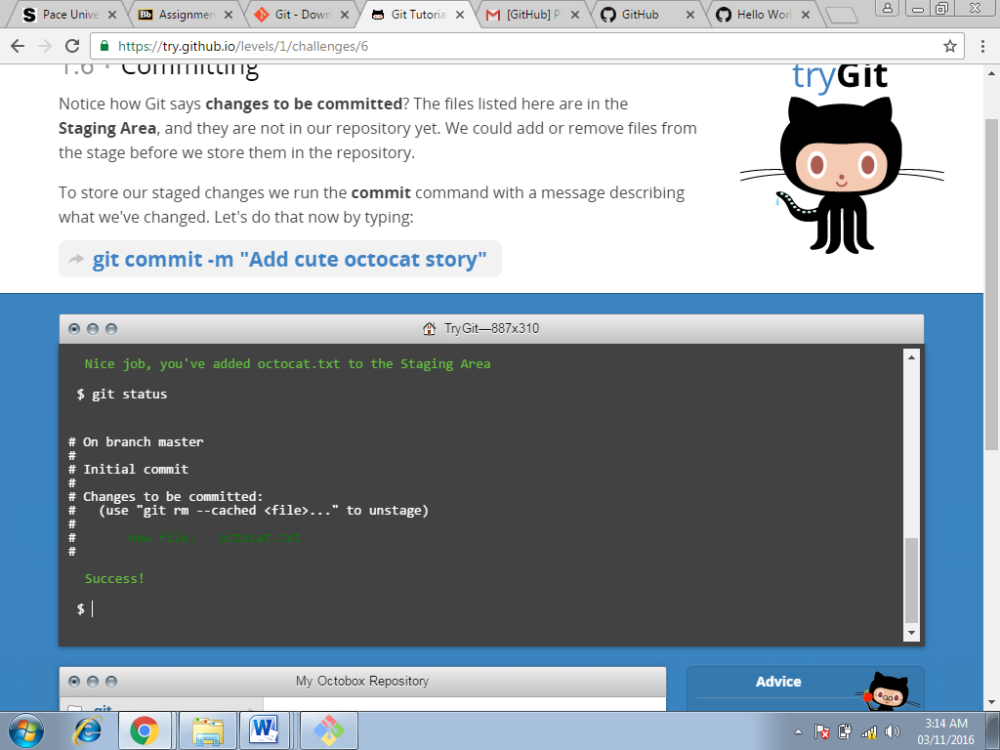 Pace Unive
Bb Assignmen
Git - Down
Git Tutoria
[GitHub] Pl
GitHub
Hello Worl
https://try.github.io/levels/1/challenges/6
1.6 · Committing
tryGit
Notice how Git says changes to be committed? The files listed here are in the
Staging Area, and they are not in our repository yet. We could add or remove files from
the stage before we store them in the repository.
To store our staged changes we run the commit command with a message describing
what we've changed. Let's do that now by typing:
git commit -m "Add cute octocat story"
TryGit—887x310
Nice job, you've added octocat.txt to the Staging Area
$ git status
# On branch master
#
# Initial commit
#
# Changes to be committed:
#   (use "git rm --cached <file>..." to unstage)
#
#       new file:   octocat.txt
#
Success!
$
My Octobox Repository
Advice
.git
3:14 AM
03/11/2016